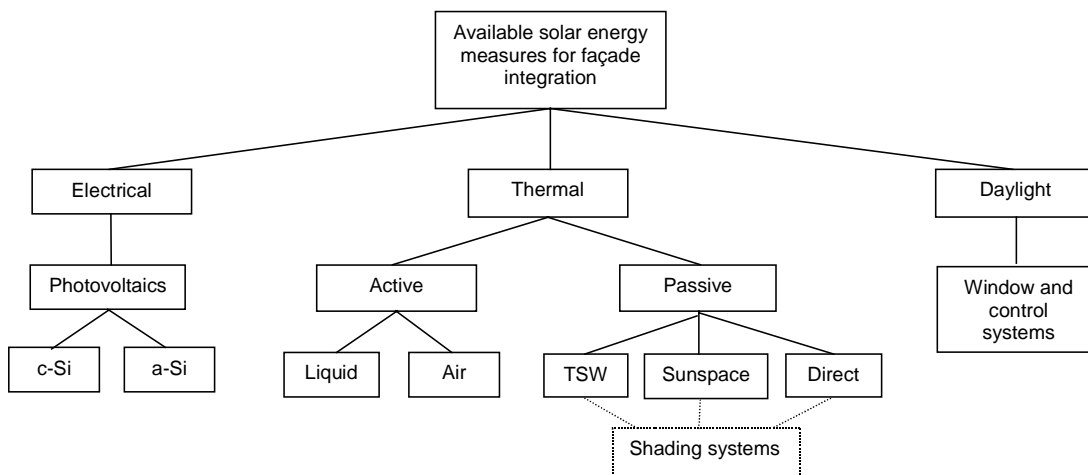 Available solar energy
measures for façade
integration
Electrical
Thermal
Daylight
Photovoltaics
Active
Passive
Window and
control
systems
c-Si
a-Si
Liquid
Air
TSW
Sunspace
Direct
Shading systems